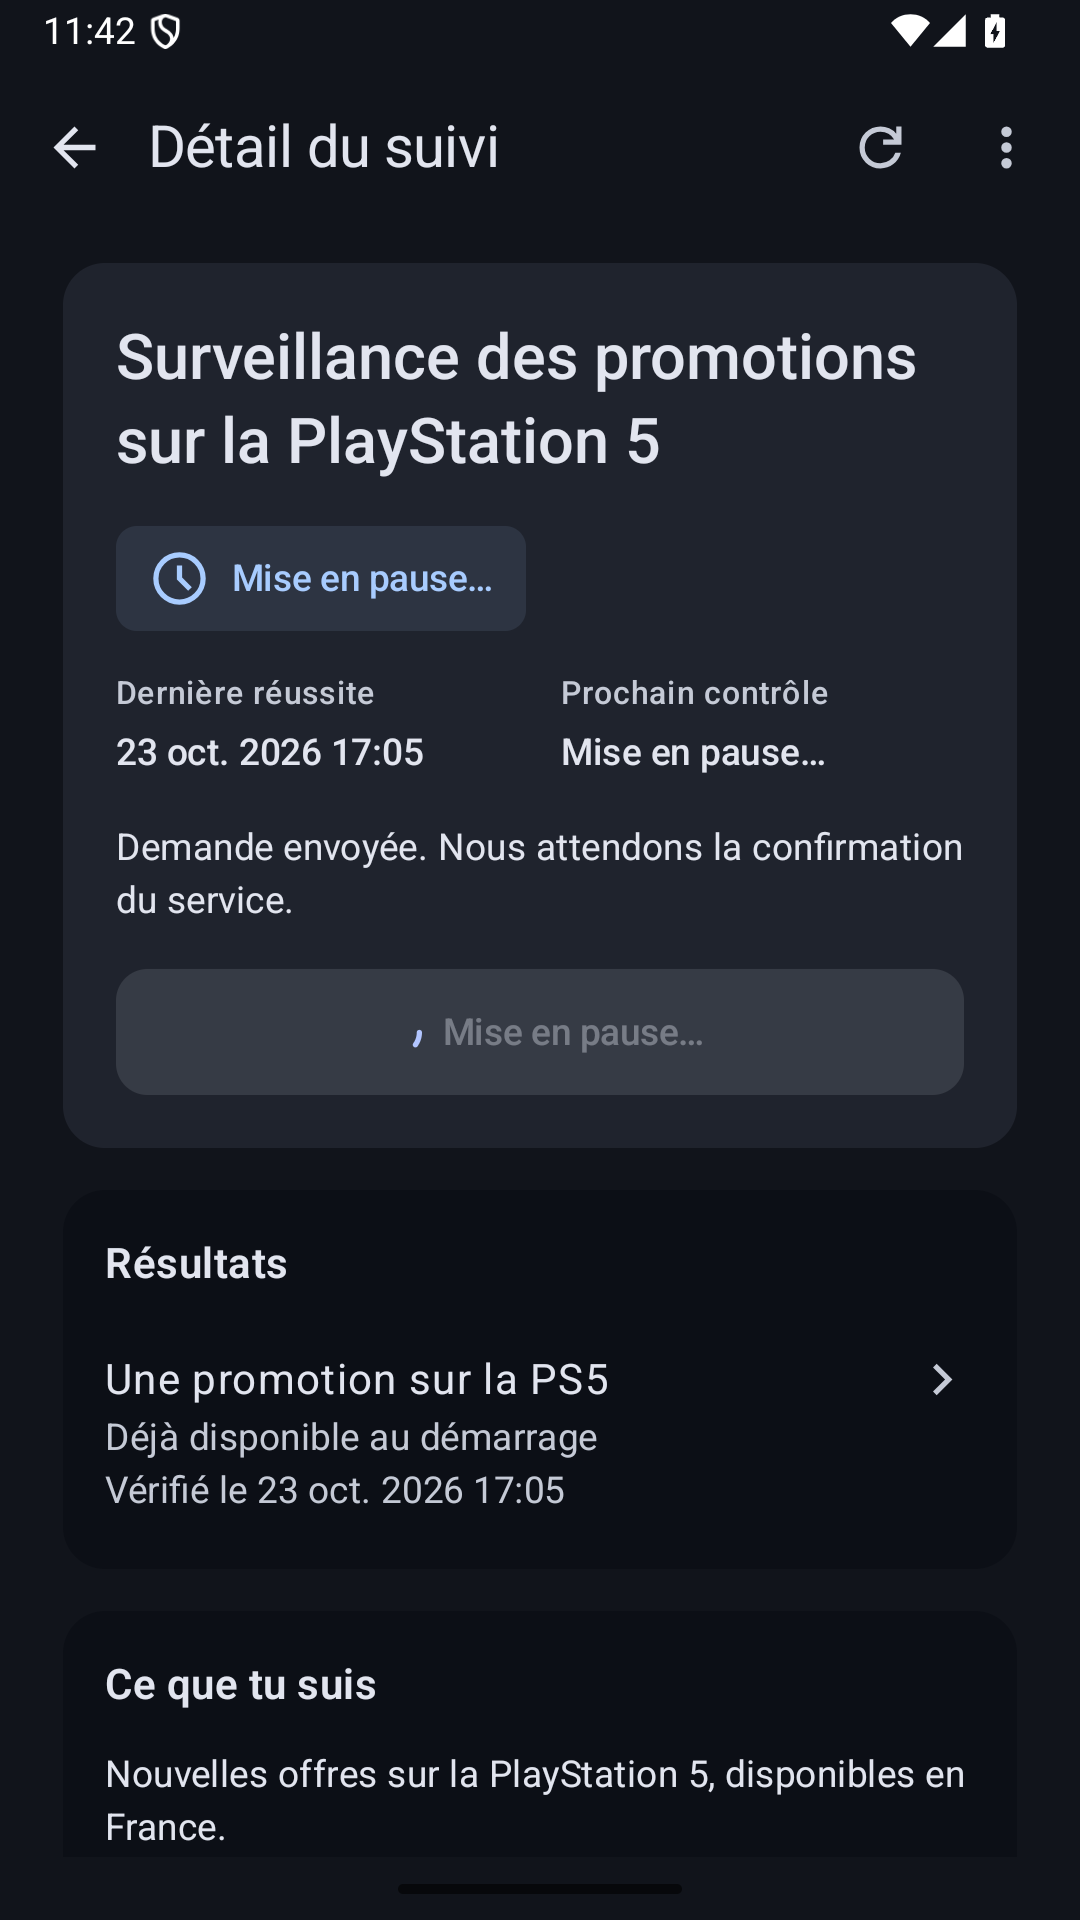 11:42
Détail du suivi
Surveillance des promotions
sur la PlayStation 5
Mise en pause…
Dernière réussite
Prochain contrôle
23 oct. 2026 17:05
Mise en pause…
Demande envoyée. Nous attendons la confirmation
du service.
Mise en pause…
Résultats
Une promotion sur la PS5
Déjà disponible au démarrage
Vérifié le 23 oct. 2026 17:05
Ce que tu suis
Nouvelles offres sur la PlayStation 5, disponibles en
France.